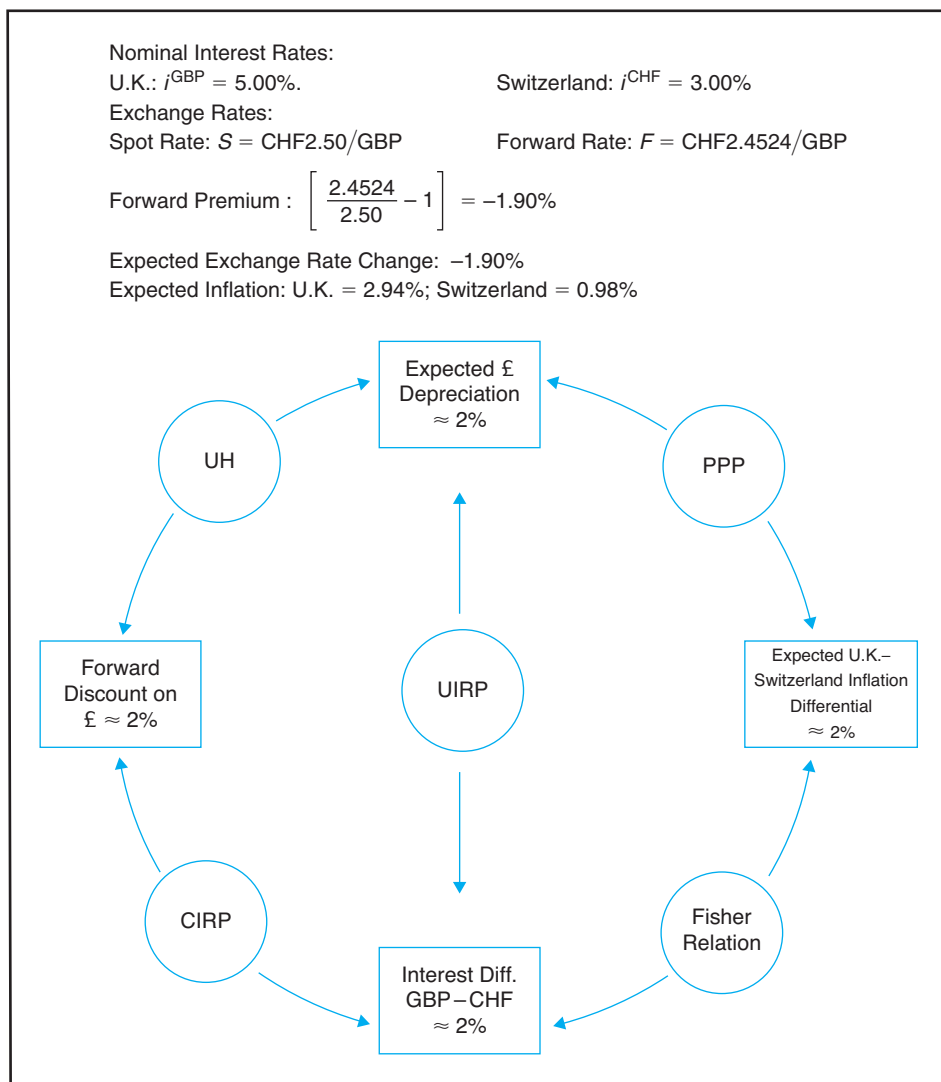 Nominal Interest Rates:
U.K.: i^GBP = 5.00%. Switzerland: i^CHF = 3.00%
Exchange Rates:
Spot Rate: S = CHF2.50/GBP Forward Rate: F = CHF2.4524/GBP
Forward Premium : [ 2.4524/2.50 – 1 ] = –1.90%
Expected Exchange Rate Change: –1.90%
Expected Inflation: U.K. = 2.94%; Switzerland = 0.98%
Expected £
Depreciation
≈ 2%
UH
PPP
Forward
Discount on
£ ≈ 2%
UIRP
Expected U.K.–
Switzerland Inflation
Differential
≈ 2%
CIRP
Fisher
Relation
Interest Diff.
GBP–CHF
≈ 2%